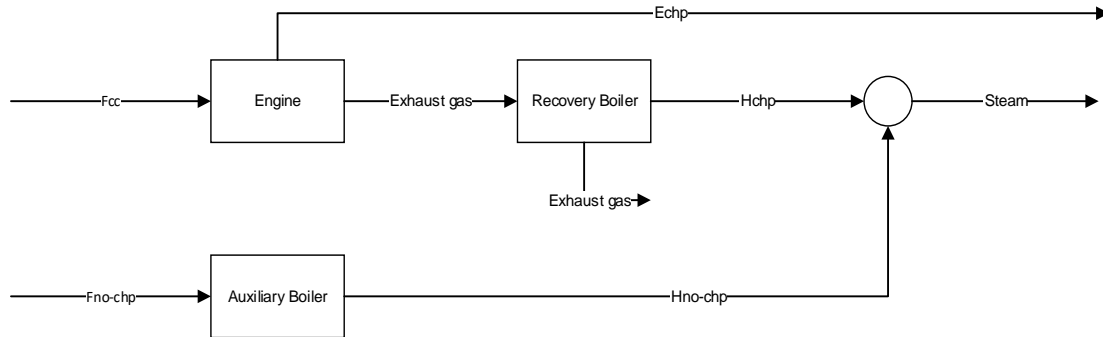 Echp
Fcc
Engine
Exhaust gas
Recovery Boiler
Hchp
Steam
Exhaust gas
Fno-chp
Auxiliary Boiler
Hno-chp